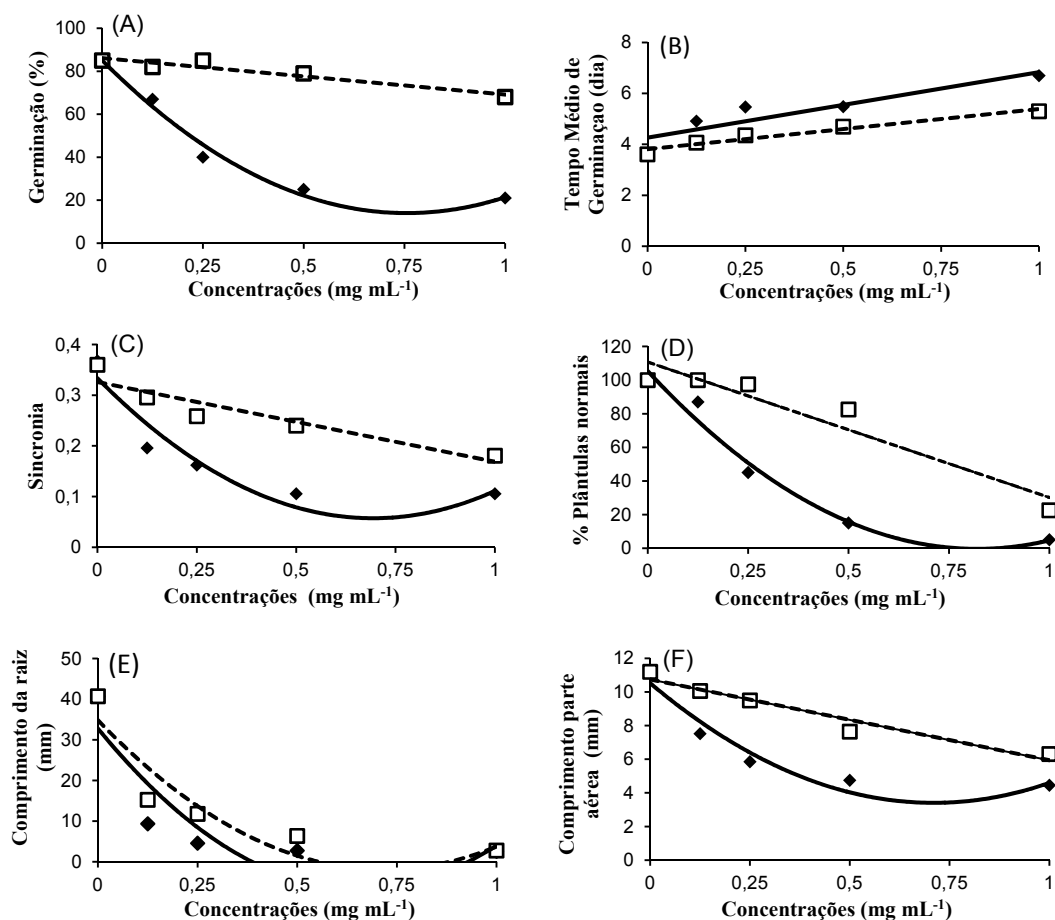 (A)
Germinação (%)
100
80
60
40
20
0
0 0,25 0,5 0,75 1
Concentrações (mg mL-1)
(B)
Tempo Médio de
Germinaçao (dia)
8
6
4
2
0
0 0,25 0,5 0,75 1
Concentrações (mg mL-1)
(C)
Sincronia
0,4
0,3
0,2
0,1
0
0 0,25 0,5 0,75 1
Concentrações (mg mL-1)
(D)
% Plântulas normais
120
100
80
60
40
20
0
0 0,25 0,5 0,75 1
Concentrações (mg mL-1)
(E)
Comprimento da raiz
(mm)
50
40
30
20
10
0
0 0,25 0,5 0,75 1
Concentrações (mg mL-1)
(F)
Comprimento parte
aérea (mm)
12
10
8
6
4
2
0
0 0,25 0,5 0,75 1
Concentrações (mg mL-1)